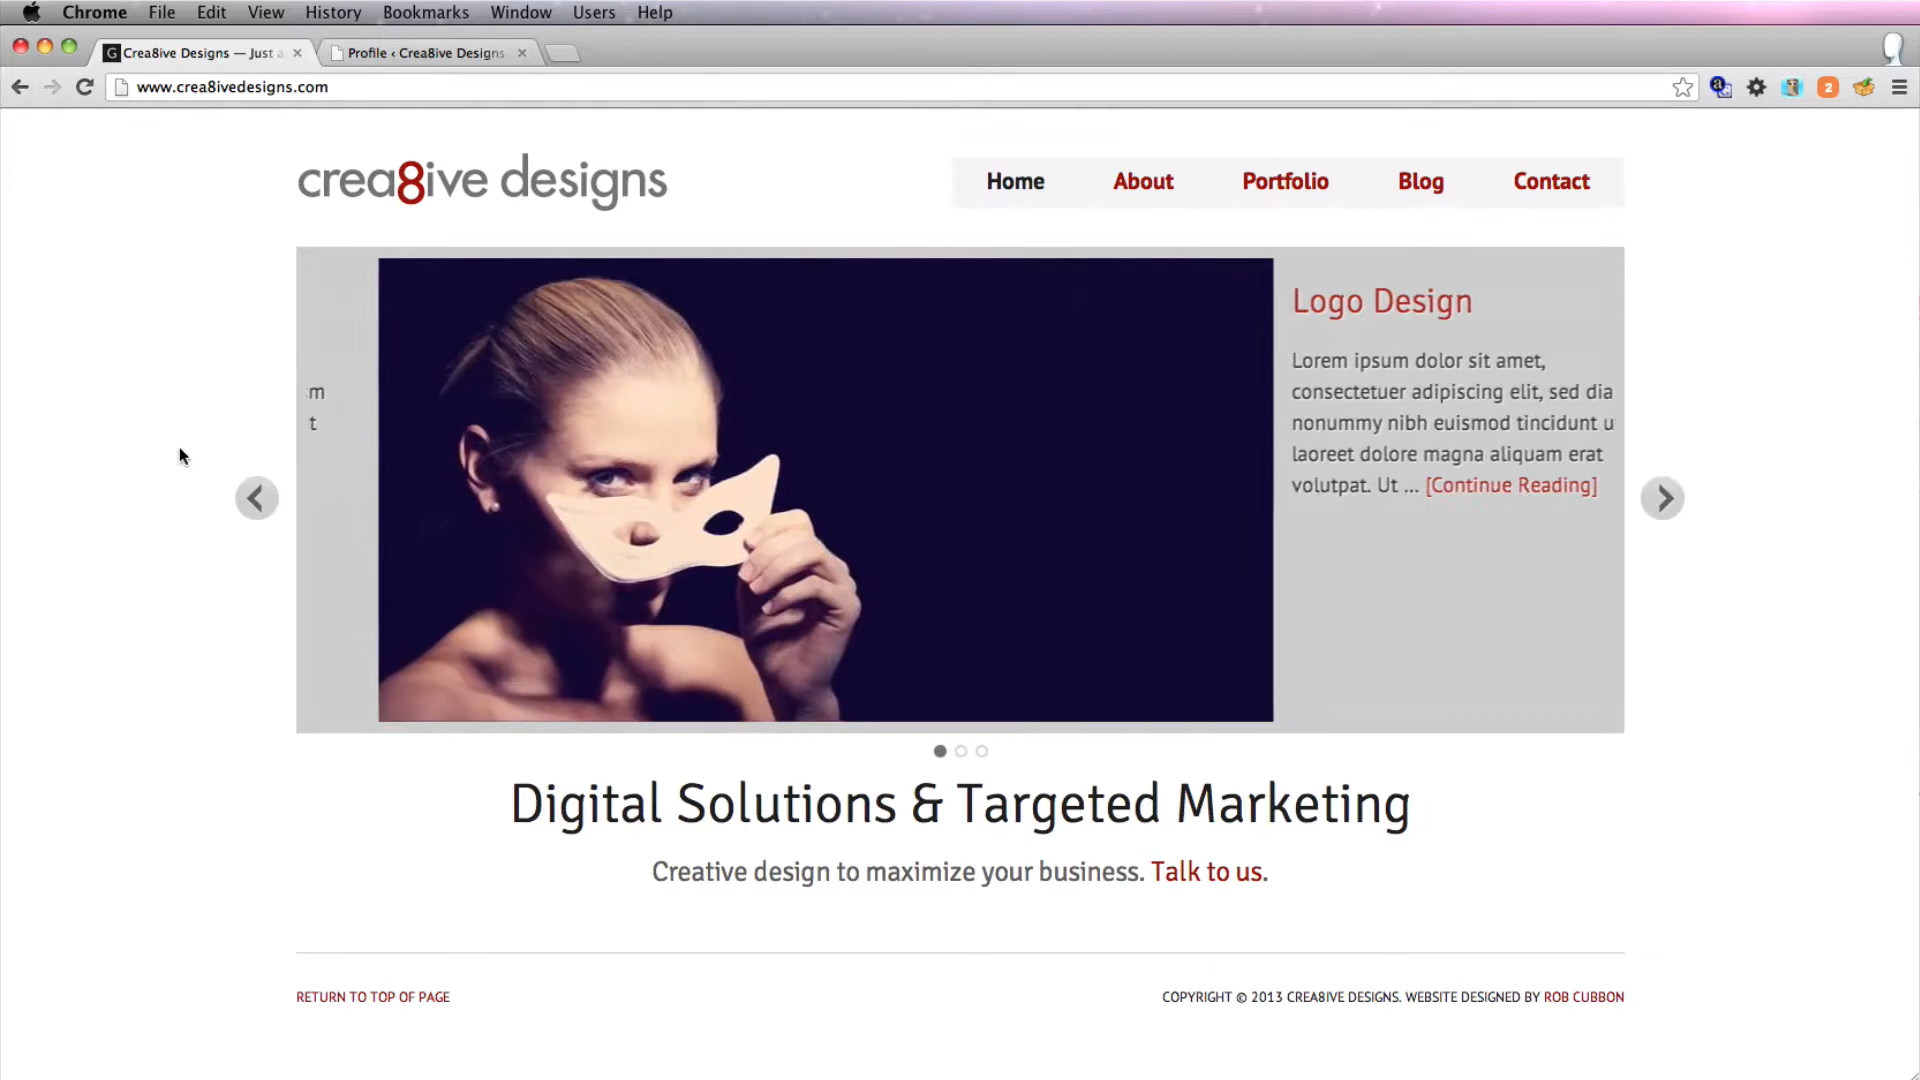 Chrome File Edit View History Bookmarks Window Users Help
Crea8ive Designs — Just a
Profile ‹ Crea8ive Designs
www.crea8ivedesigns.com
2
crea8ive designs
Home About Portfolio Blog Contact
Logo Design
Lorem ipsum dolor sit amet,
consectetuer adipiscing elit, sed dia
nonummy nibh euismod tincidunt u
laoreet dolore magna aliquam erat
volutpat. Ut ... [Continue Reading]
m
t
Digital Solutions & Targeted Marketing
Creative design to maximize your business. Talk to us.
RETURN TO TOP OF PAGE
COPYRIGHT © 2013 CREA8IVE DESIGNS. WEBSITE DESIGNED BY ROB CUBBON